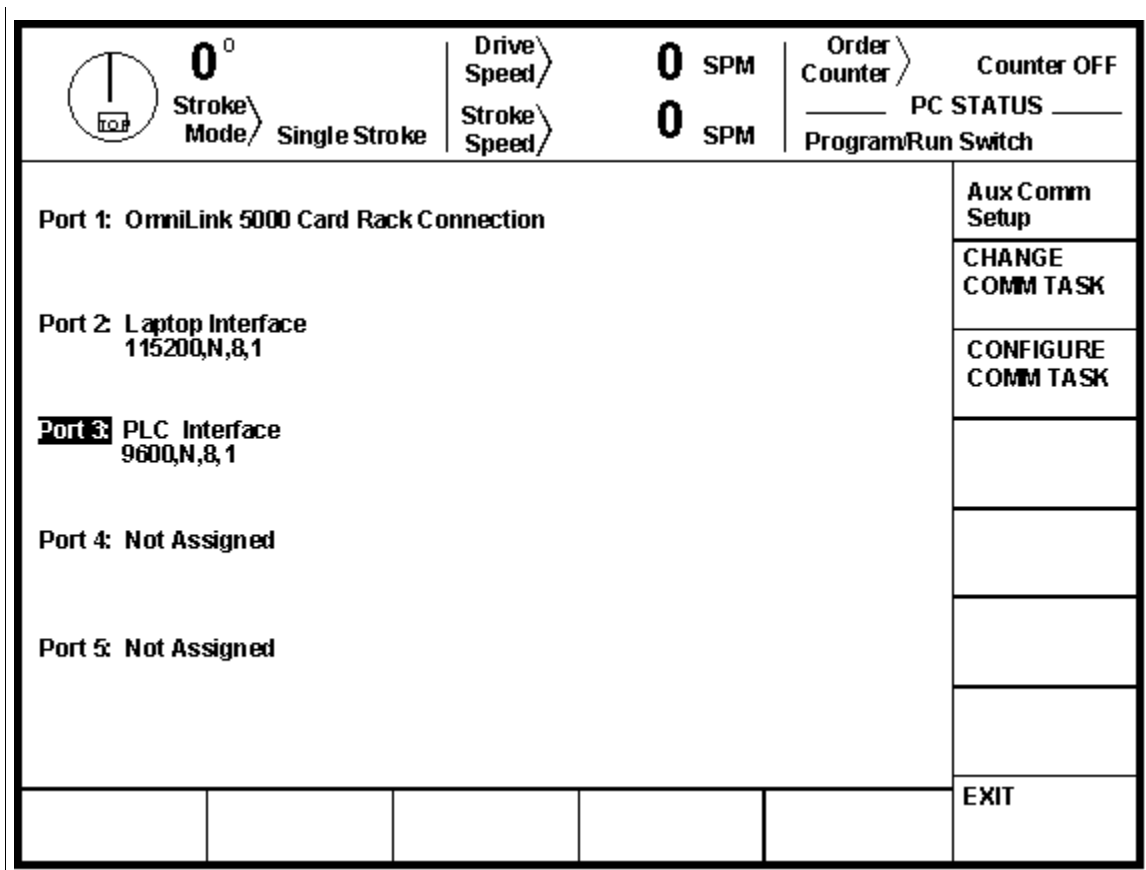 0°
TOP
Stroke
Mode
Single Stroke
Drive
Speed
0 SPM
Stroke
Speed
0 SPM
Order
Counter
Counter OFF
PC STATUS
Program/Run Switch
Port 1: OmniLink 5000 Card Rack Connection
Port 2: Laptop Interface
115200,N,8,1
Port 3: PLC Interface
9600,N,8,1
Port 4: Not Assigned
Port 5: Not Assigned
Aux Comm
Setup
CHANGE
COMM TASK
CONFIGURE
COMM TASK
EXIT